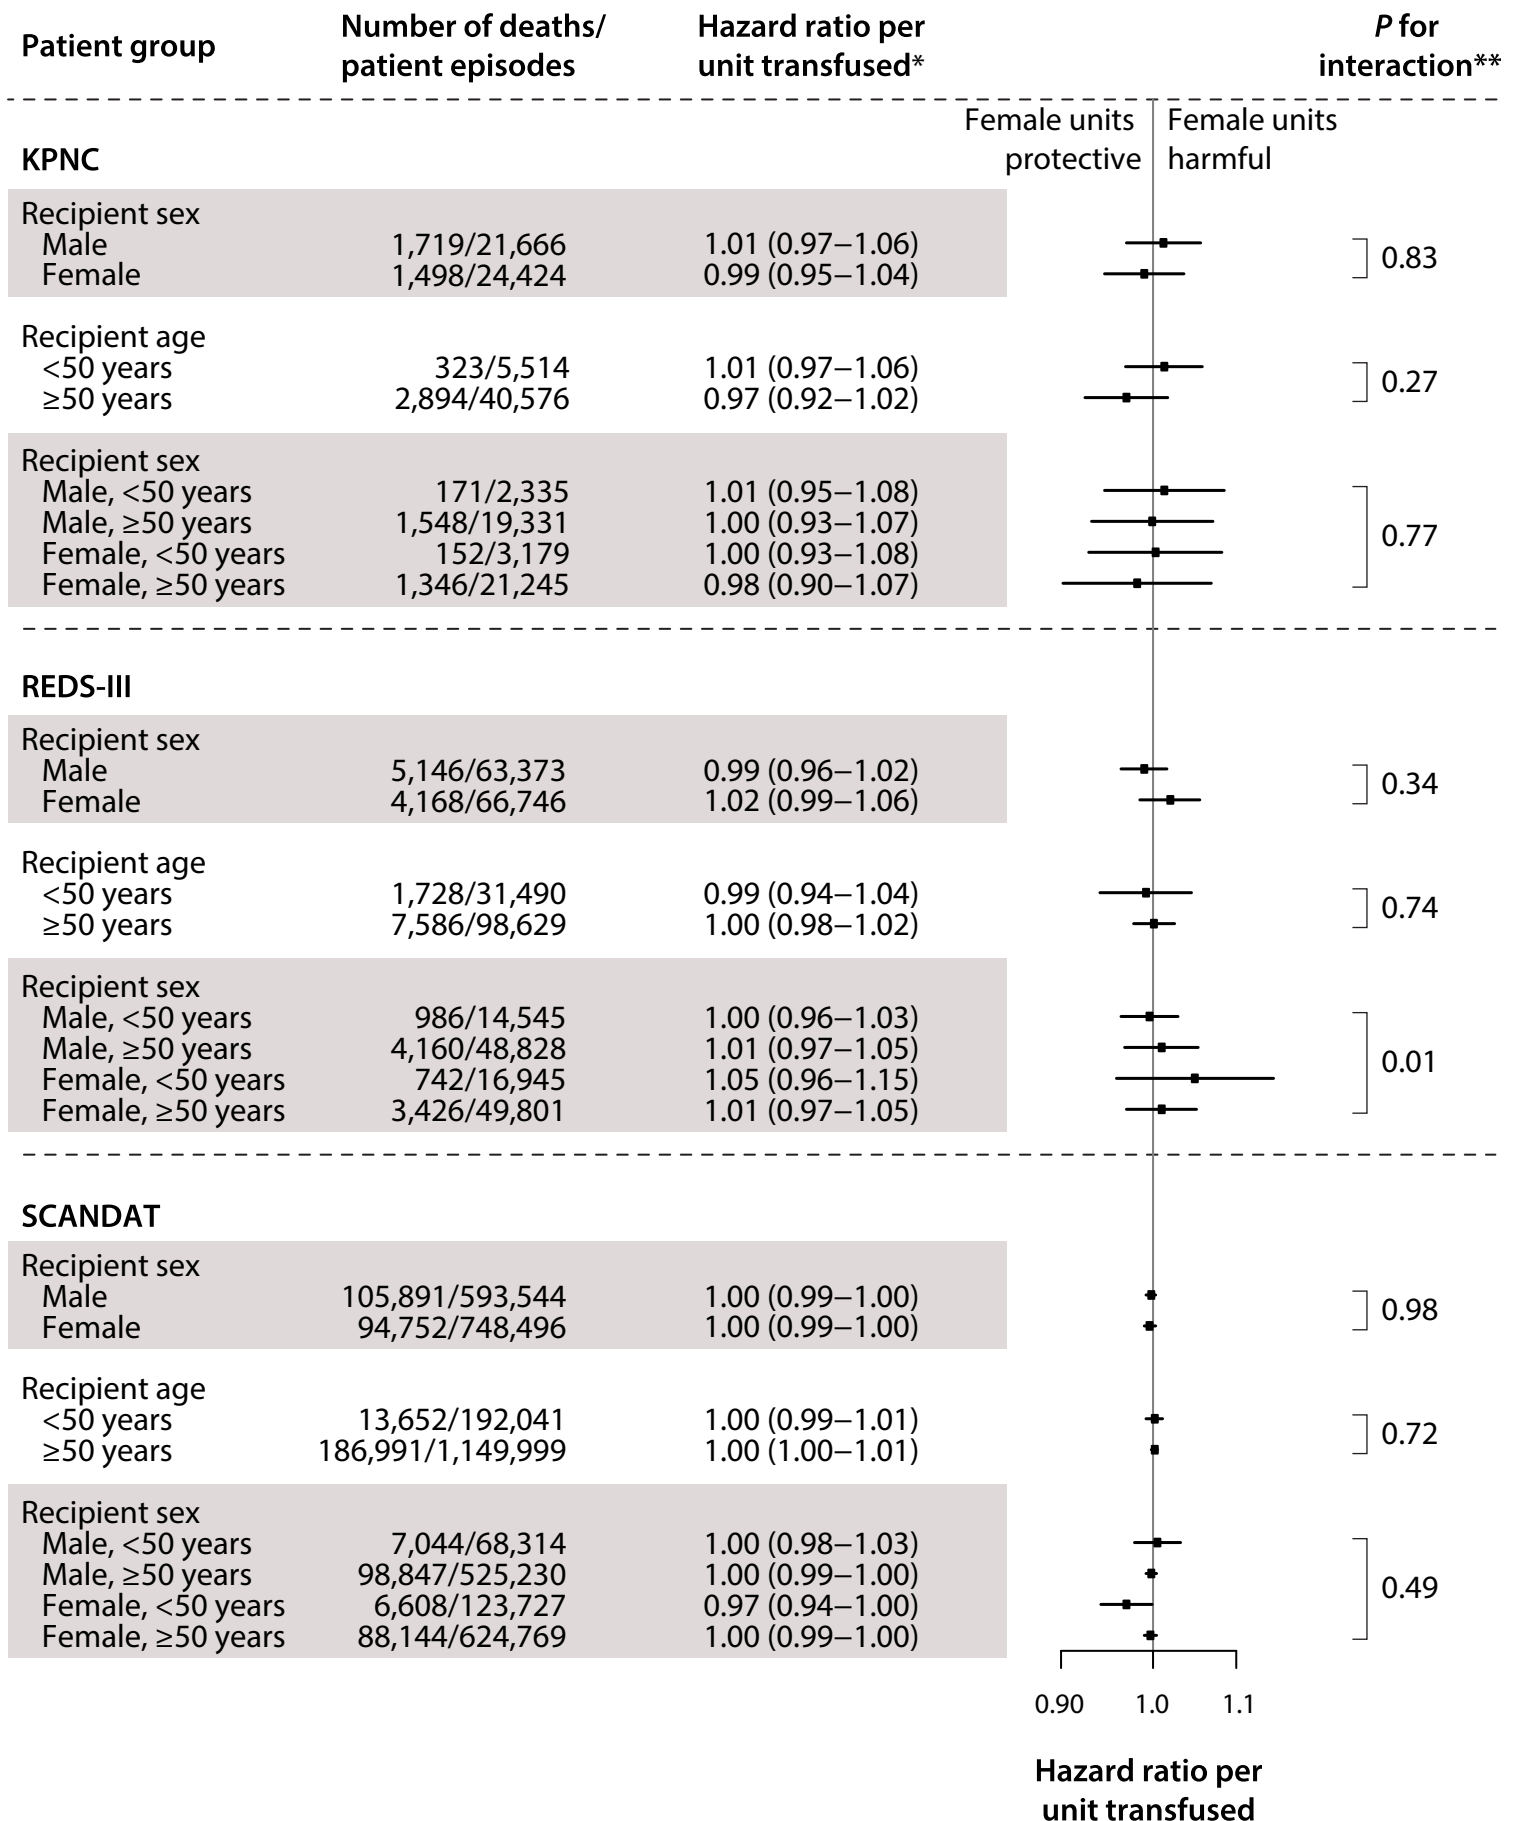 Patient group
Number of deaths/
patient episodes
Hazard ratio per
unit transfused*
P for
interaction**
Female units
protective
Female units
harmful
KPNC
Recipient sex
Male 1,719/21,666 1.01 (0.97–1.06)
Female 1,498/24,424 0.99 (0.95–1.04)
0.83
Recipient age
<50 years 323/5,514 1.01 (0.97–1.06)
≥50 years 2,894/40,576 0.97 (0.92–1.02)
0.27
Recipient sex
Male, <50 years 171/2,335 1.01 (0.95–1.08)
Male, ≥50 years 1,548/19,331 1.00 (0.93–1.07)
Female, <50 years 152/3,179 1.00 (0.93–1.08)
Female, ≥50 years 1,346/21,245 0.98 (0.90–1.07)
0.77
REDS-III
Recipient sex
Male 5,146/63,373 0.99 (0.96–1.02)
Female 4,168/66,746 1.02 (0.99–1.06)
0.34
Recipient age
<50 years 1,728/31,490 0.99 (0.94–1.04)
≥50 years 7,586/98,629 1.00 (0.98–1.02)
0.74
Recipient sex
Male, <50 years 986/14,545 1.00 (0.96–1.03)
Male, ≥50 years 4,160/48,828 1.01 (0.97–1.05)
Female, <50 years 742/16,945 1.05 (0.96–1.15)
Female, ≥50 years 3,426/49,801 1.01 (0.97–1.05)
0.01
SCANDAT
Recipient sex
Male 105,891/593,544 1.00 (0.99–1.00)
Female 94,752/748,496 1.00 (0.99–1.00)
0.98
Recipient age
<50 years 13,652/192,041 1.00 (0.99–1.01)
≥50 years 186,991/1,149,999 1.00 (1.00–1.01)
0.72
Recipient sex
Male, <50 years 7,044/68,314 1.00 (0.98–1.03)
Male, ≥50 years 98,847/525,230 1.00 (0.99–1.00)
Female, <50 years 6,608/123,727 0.97 (0.94–1.00)
Female, ≥50 years 88,144/624,769 1.00 (0.99–1.00)
0.49
0.90 1.0 1.1
Hazard ratio per
unit transfused